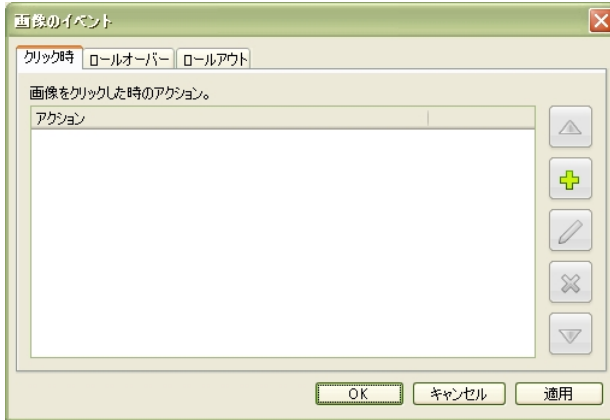 画像のイベント
クリック時 ロールオーバー ロールアウト
画像をクリックした時のアクション。
アクション
OK キャンセル 適用